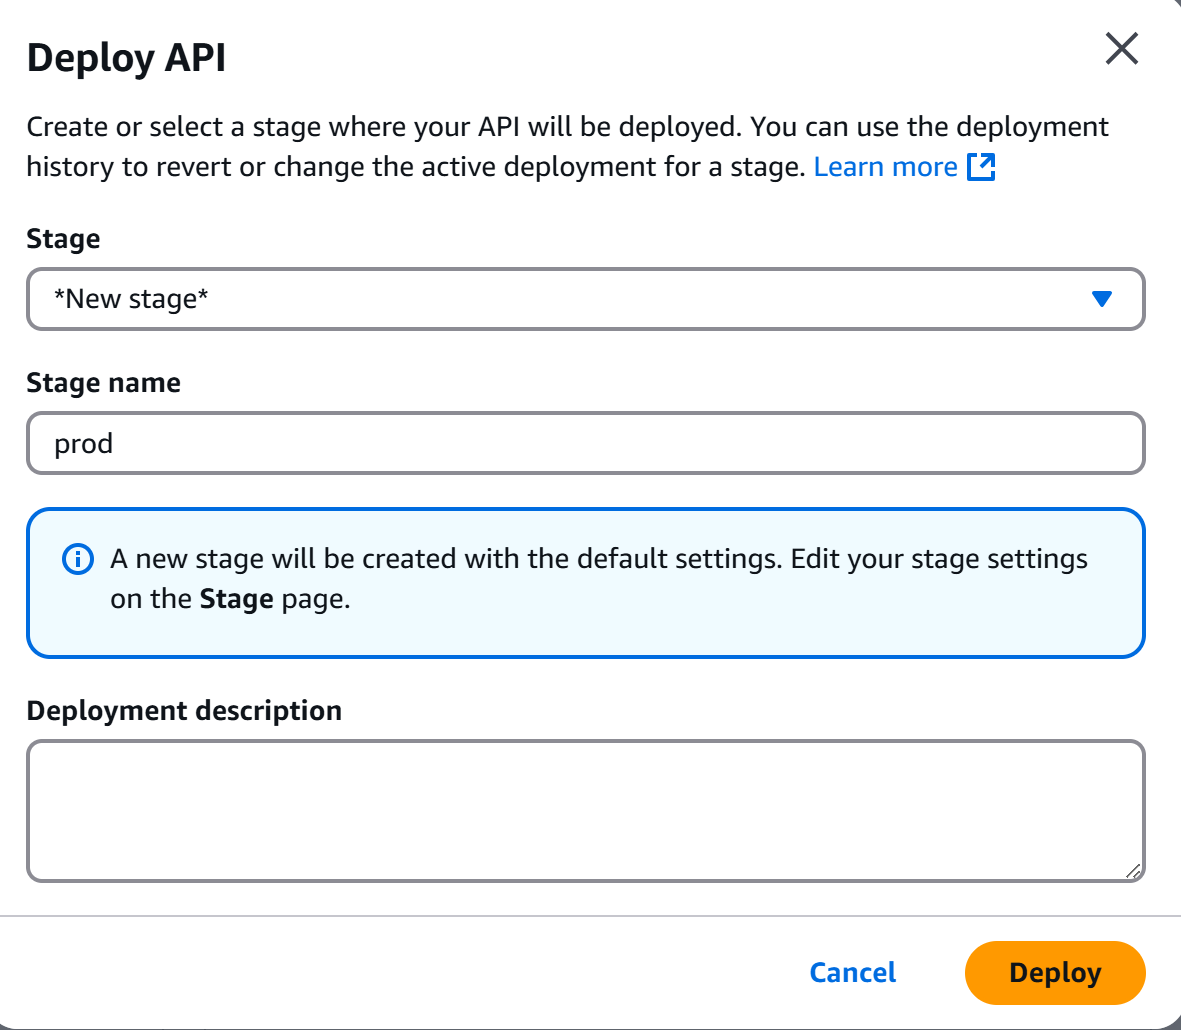 Deploy API
Create or select a stage where your API will be deployed. You can use the deployment
history to revert or change the active deployment for a stage. Learn more
Stage
*New stage*
Stage name
prod
A new stage will be created with the default settings. Edit your stage settings
on the Stage page.
Deployment description
Cancel
Deploy